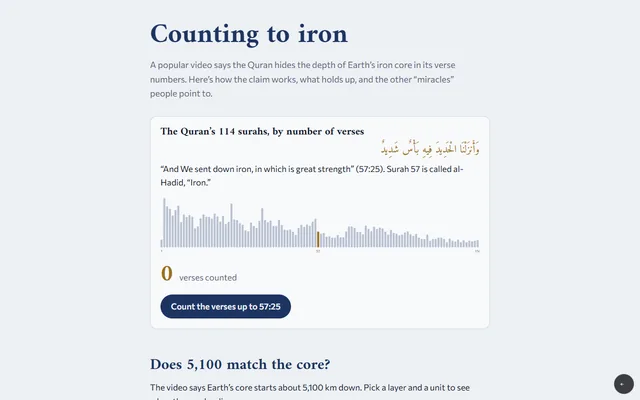 Counting to iron
A popular video says the Quran hides the depth of Earth's iron core in its verse
numbers. Here's how the claim works, what holds up, and the other “miracles”
people point to.
The Quran's 114 surahs, by number of verses
وَأَنزَلْنَا الْحَدِيدَ فِيهِ بَأْسٌ شَدِيدٌ
“And We sent down iron, in which is great strength” (57:25). Surah 57 is called al-
Hadid, “Iron.”
0 verses counted
Count the verses up to 57:25
Does 5,100 match the core?
The video says Earth's core starts about 5,100 km down. Pick a layer and a unit to see